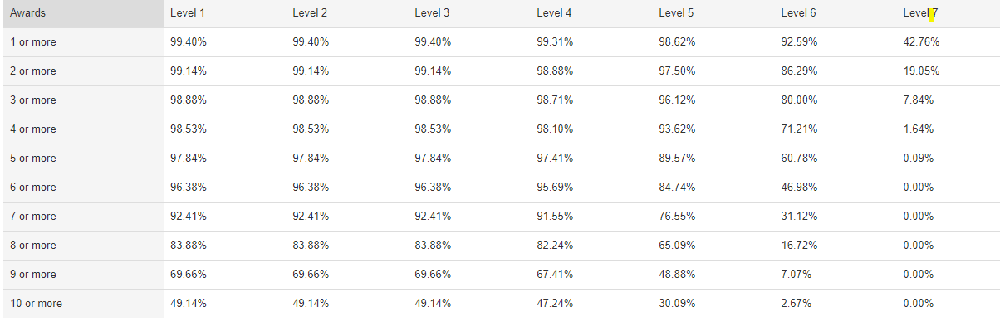 Awards Level 1 Level 2 Level 3 Level 4 Level 5 Level 6 Level 7
1 or more 99.40% 99.40% 99.40% 99.31% 98.62% 92.59% 42.76%
2 or more 99.14% 99.14% 99.14% 98.88% 97.50% 86.29% 19.05%
3 or more 98.88% 98.88% 98.88% 98.71% 96.12% 80.00% 7.84%
4 or more 98.53% 98.53% 98.53% 98.10% 93.62% 71.21% 1.64%
5 or more 97.84% 97.84% 97.84% 97.41% 89.57% 60.78% 0.09%
6 or more 96.38% 96.38% 96.38% 95.69% 84.74% 46.98% 0.00%
7 or more 92.41% 92.41% 92.41% 91.55% 76.55% 31.12% 0.00%
8 or more 83.88% 83.88% 83.88% 82.24% 65.09% 16.72% 0.00%
9 or more 69.66% 69.66% 69.66% 67.41% 48.88% 7.07% 0.00%
10 or more 49.14% 49.14% 49.14% 47.24% 30.09% 2.67% 0.00%